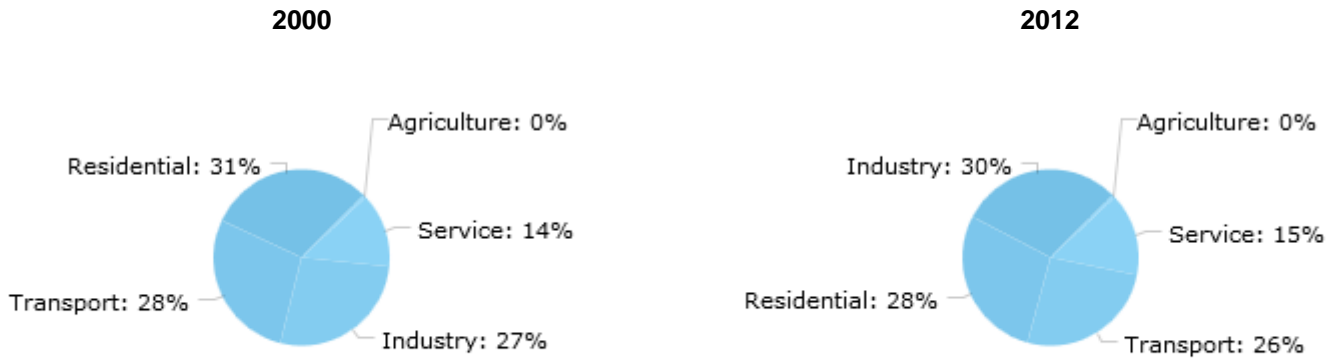 2000
Agriculture: 0%
Residential: 31%
Service: 14%
Transport: 28%
Industry: 27%
2012
Agriculture: 0%
Industry: 30%
Service: 15%
Residential: 28%
Transport: 26%